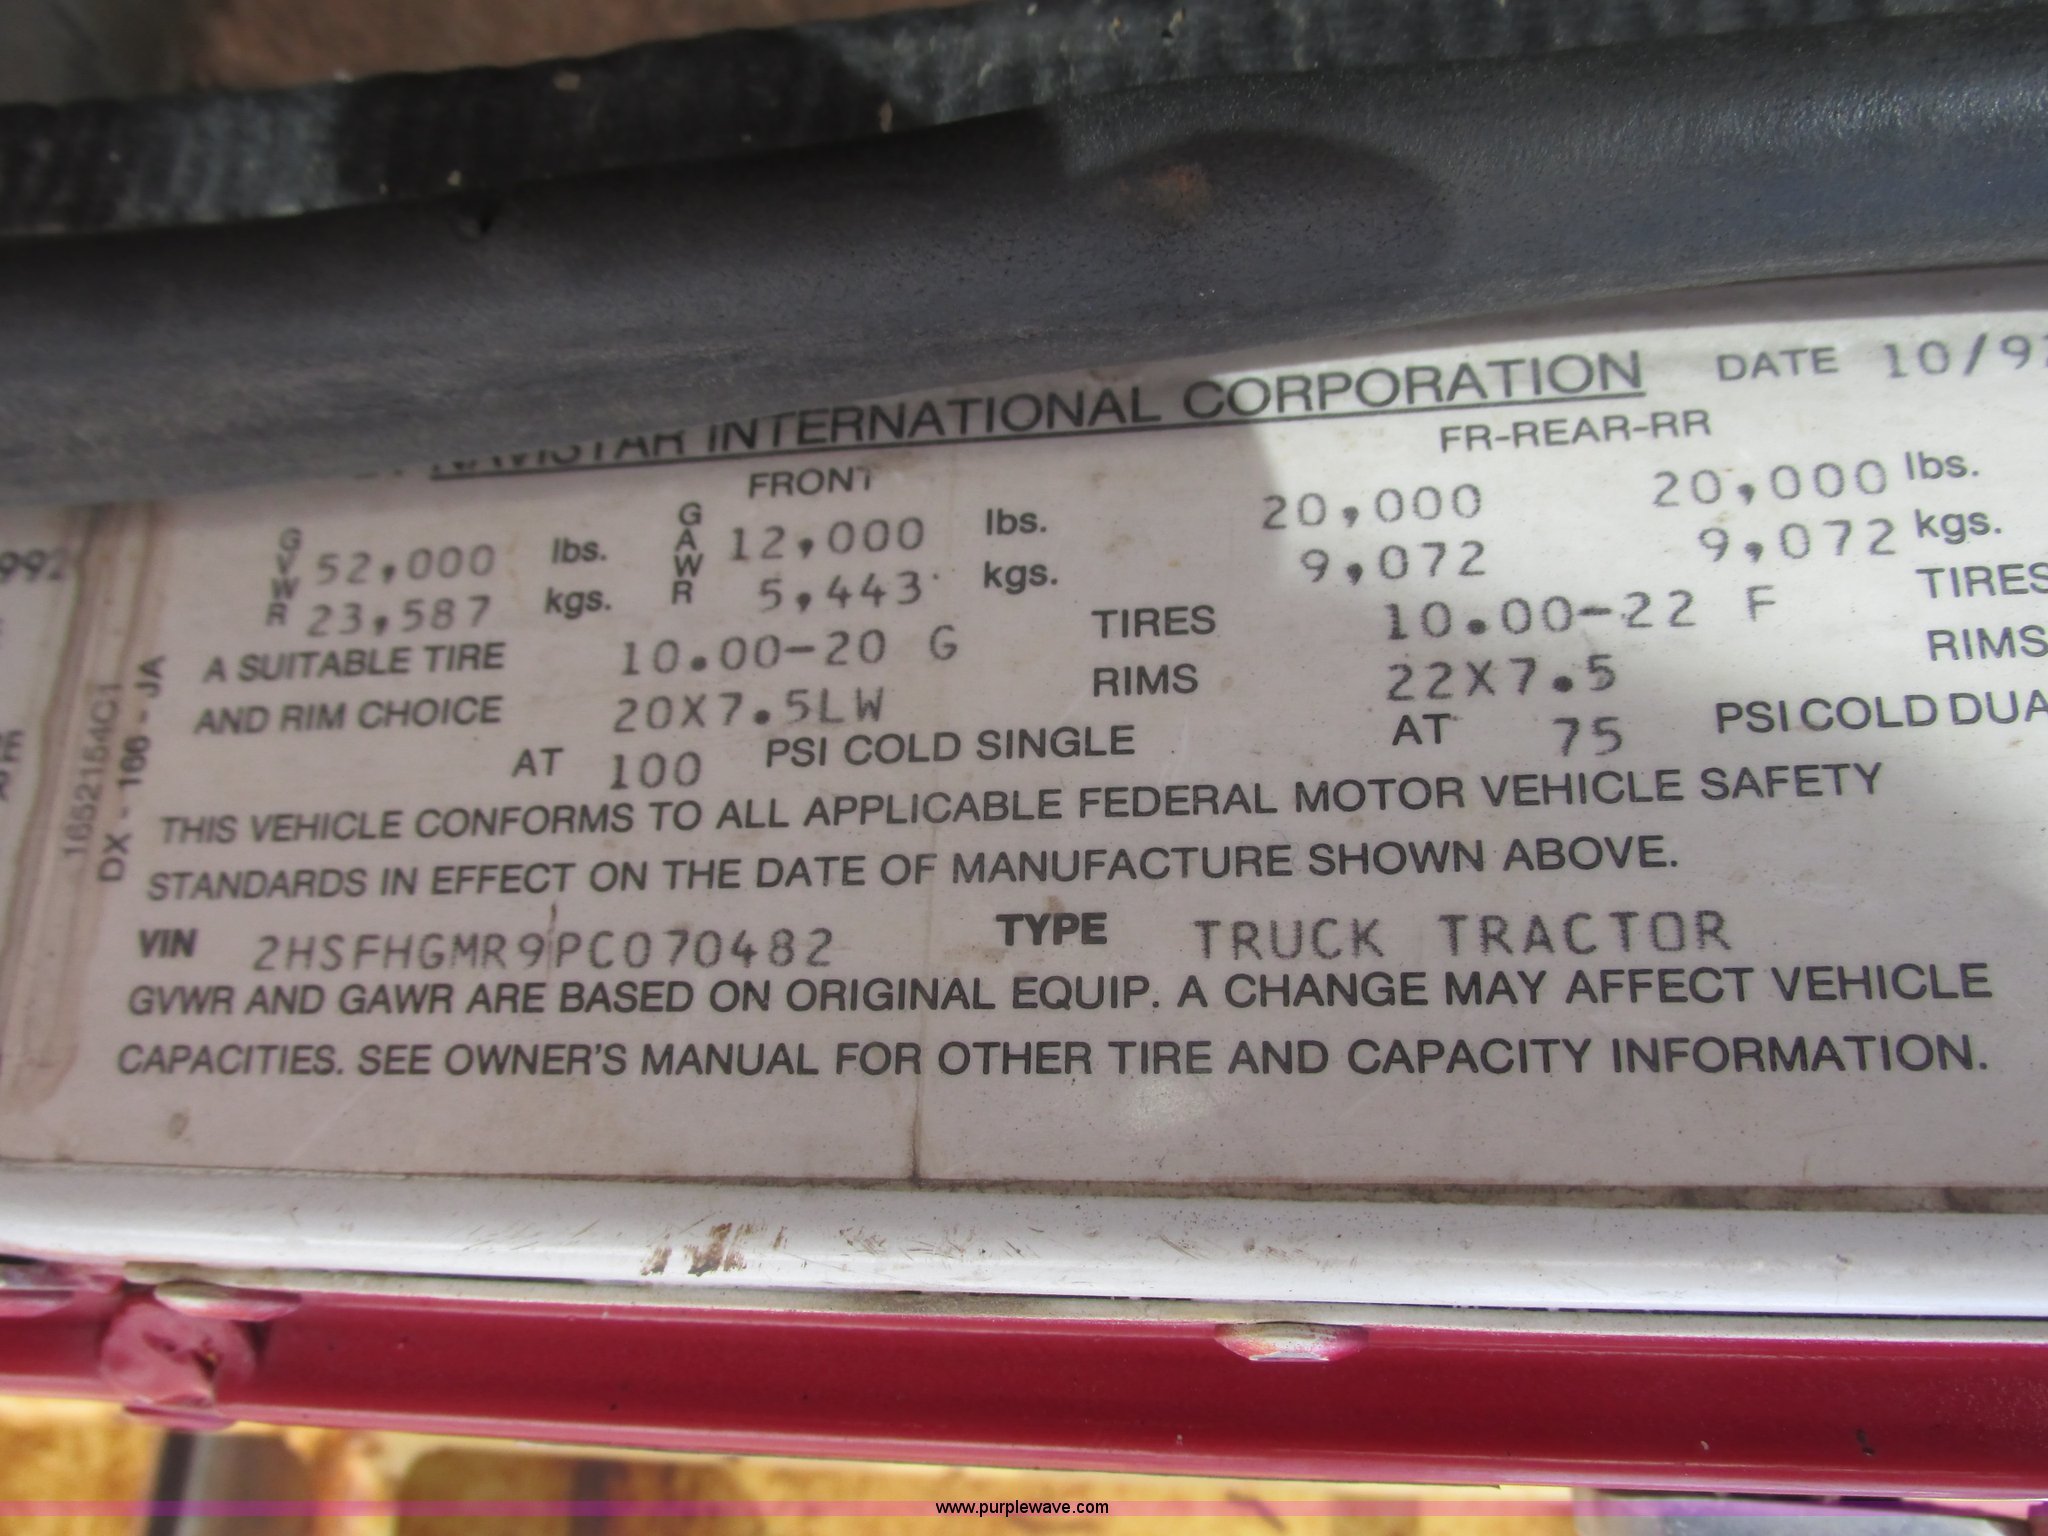 NAVISTAR INTERNATIONAL CORPORATION DATE 10/92
FRONT FR-REAR-RR
GVWR 52,000 lbs. GAWR 12,000 lbs. 20,000 20,000 lbs.
23,587 kgs. 5,443 kgs. 9,072 9,072 kgs.
A SUITABLE TIRE 10.00-20 G TIRES 10.00-22 F TIRES
AND RIM CHOICE 20X7.5LW RIMS 22X7.5 RIMS
AT 100 PSI COLD SINGLE AT 75 PSI COLD DUA
THIS VEHICLE CONFORMS TO ALL APPLICABLE FEDERAL MOTOR VEHICLE SAFETY
STANDARDS IN EFFECT ON THE DATE OF MANUFACTURE SHOWN ABOVE.
VIN 2HSFHGMR9PC070482 TYPE TRUCK TRACTOR
GVWR AND GAWR ARE BASED ON ORIGINAL EQUIP. A CHANGE MAY AFFECT VEHICLE
CAPACITIES. SEE OWNER'S MANUAL FOR OTHER TIRE AND CAPACITY INFORMATION.
1652154C1
DX - 166 - JA
992
www.purplewave.com